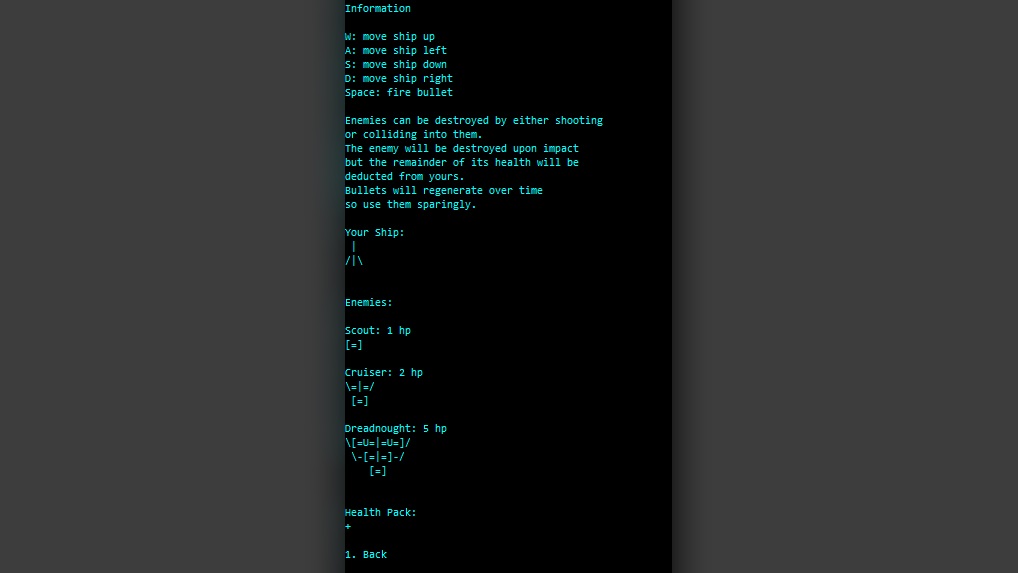 Information
W: move ship up
A: move ship left
S: move ship down
D: move ship right
Space: fire bullet
Enemies can be destroyed by either shooting
or colliding into them.
The enemy will be destroyed upon impact
but the remainder of its health will be
deducted from yours.
Bullets will regenerate over time
so use them sparingly.
Your Ship:
 |
/|\
Enemies:
Scout: 1 hp
[=]
Cruiser: 2 hp
\=|=/
 [=]
Dreadnought: 5 hp
\[=U=|=U=]/
 \-[=|=]-/
    [=]
Health Pack:
+
1. Back